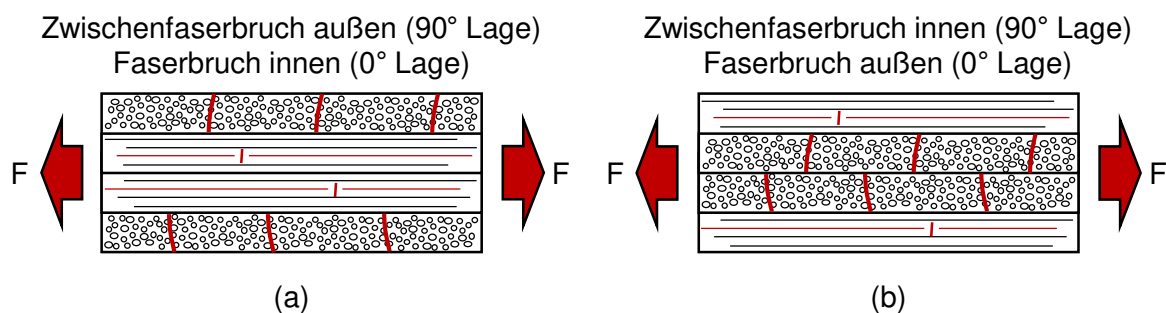 Zwischenfaserbruch außen (90° Lage)
Faserbruch innen (0° Lage)
F
F
(a)
Zwischenfaserbruch innen (90° Lage)
Faserbruch außen (0° Lage)
F
F
(b)